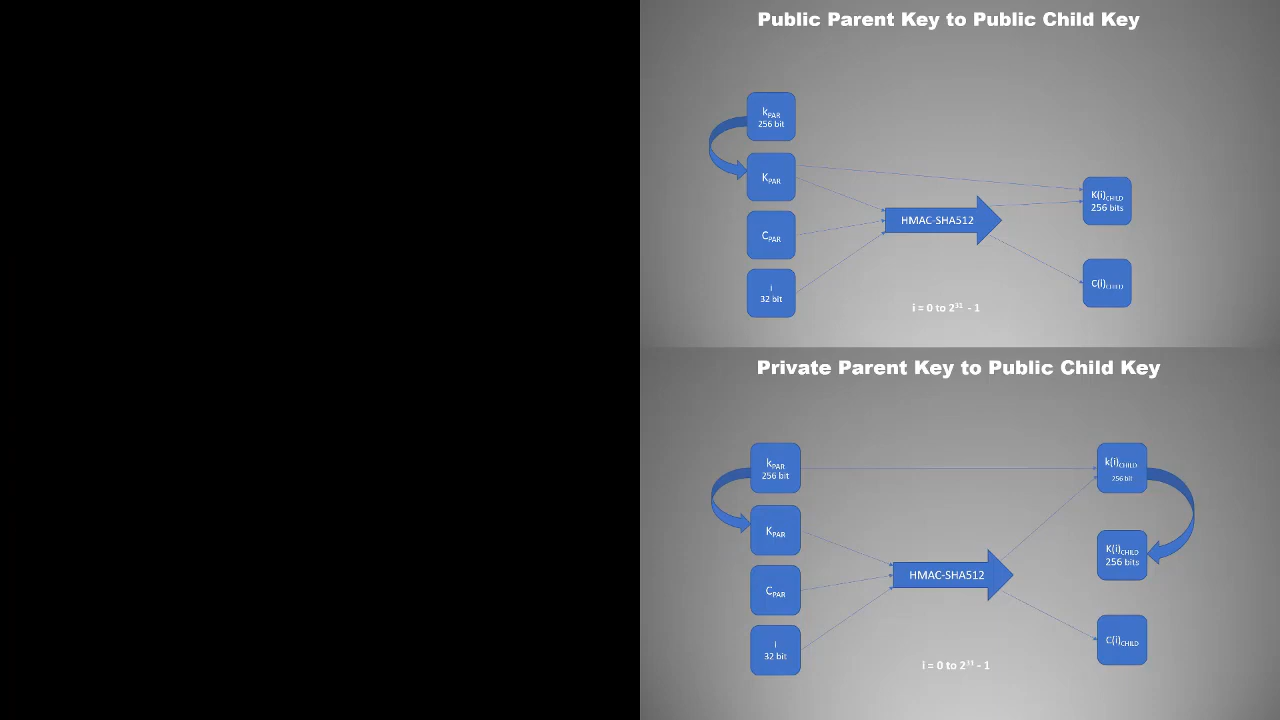 Public Parent Key to Public Child Key
kPAR
256 bit
KPAR
CPAR
i
32 bit
HMAC-SHA512
K(i)CHILD
256 bits
C(i)CHILD
i = 0 to 2³¹ - 1
Private Parent Key to Public Child Key
kPAR
256 bit
KPAR
CPAR
i
32 bit
HMAC-SHA512
k(i)CHILD
256 bit
K(i)CHILD
256 bits
C(i)CHILD
i = 0 to 2³¹ - 1